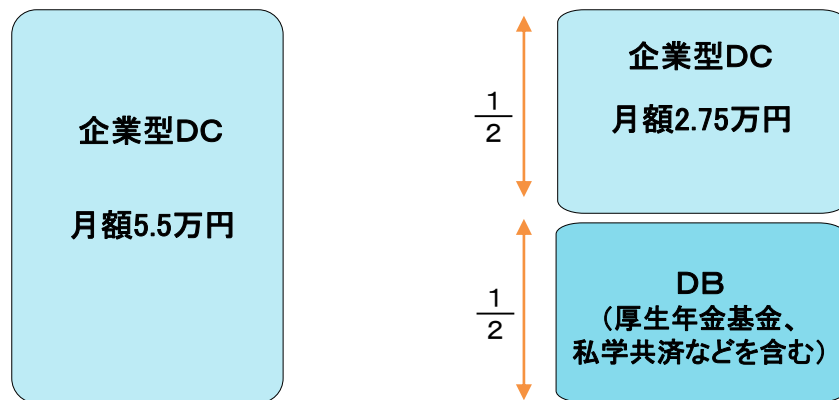 企業型DC
月額5.5万円
1
2
企業型DC
月額2.75万円
1
2
DB
(厚生年金基金、
私学共済などを含む)